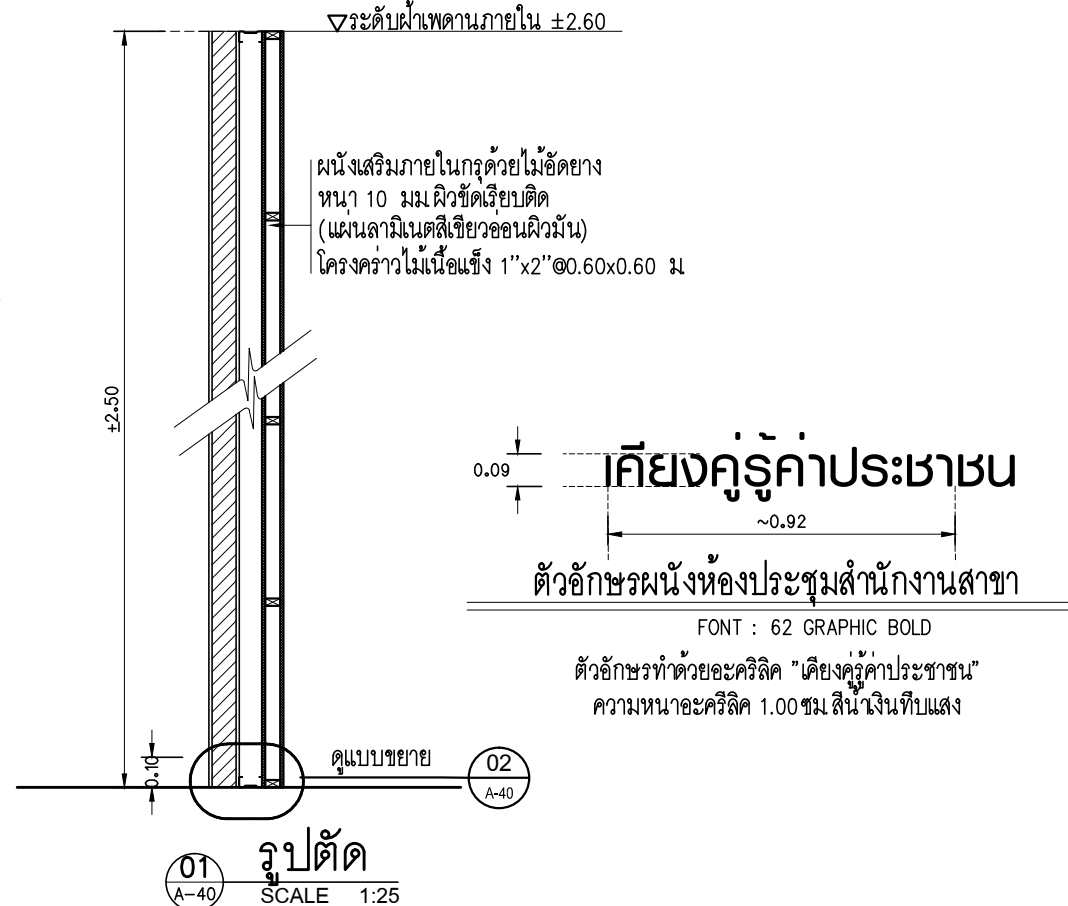 ระดับฝ้าเพดานภายใน ±2.60
ผนังเสริมภายในกรุด้วยไม้อัดยาง
หนา 10 มม.ผิวขัดเรียบติด
(แผ่นลามิเนตสีเขียวอ่อนผิวมัน)
โครงคร่าวไม้เนื้อแข็ง 1"x2"@0.60x0.60 ม.
±2.50
0.09
เคียงคู่รู้ค่าประชาชน
~0.92
ตัวอักษรผนังห้องประชุมสำนักงานสาขา
FONT : 62 GRAPHIC BOLD
ตัวอักษรทำด้วยอะคริลิค "เคียงคู่รู้ค่าประชาชน"
ความหนาอะครีลิค 1.00ซม.สีน้ำเงินทึบแสง
0.10
ดูแบบขยาย
02
A-40
01
A-40
รูปตัด
SCALE 1:25